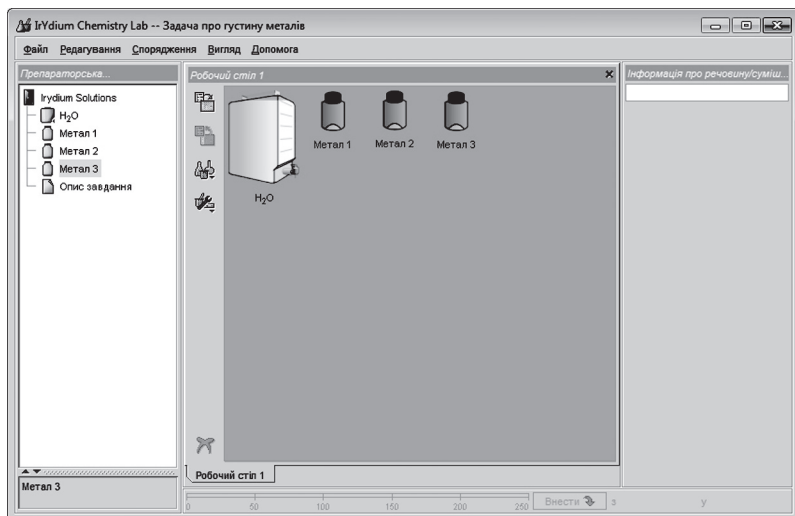 IrYdium Chemistry Lab -- Задача про густину металів
Файл Редагування Спорядження Вигляд Допомога
Препараторська...
Irydium Solutions
H₂O
Метал 1
Метал 2
Метал 3
Опис завдання
Метал 3
Робочий стіл 1
Метал 1 Метал 2 Метал 3
H₂O
Робочий стіл 1
0 50 100 150 200 250 Внести з у
Інформація про речовину/суміш...